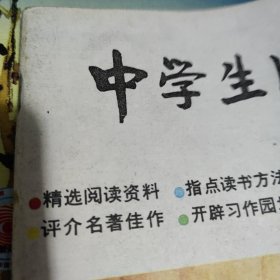 中学生
精选阅读资料 指点读书方法
评介名著佳作 开辟习作园